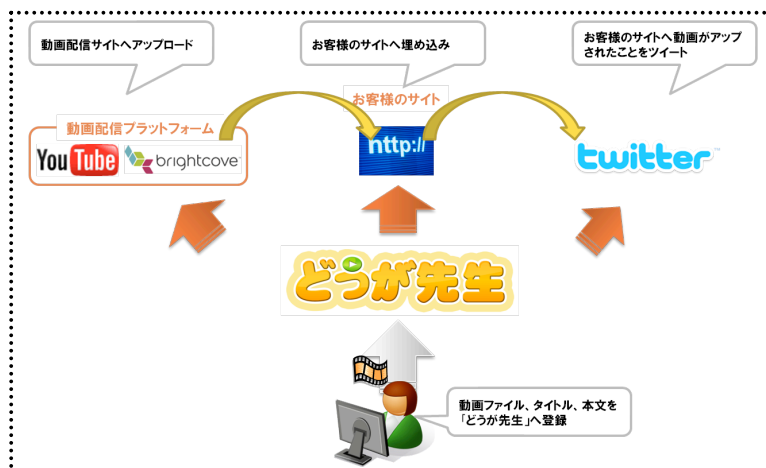 動画配信サイトへアップロード
お客様のサイトへ埋め込み
お客様のサイトへ動画がアップ
されたことをツイート
お客様のサイト
動画配信プラットフォーム
YouTube
brightcove
http://
twitter
どうが先生
動画ファイル、タイトル、本文を
「どうが先生」へ登録